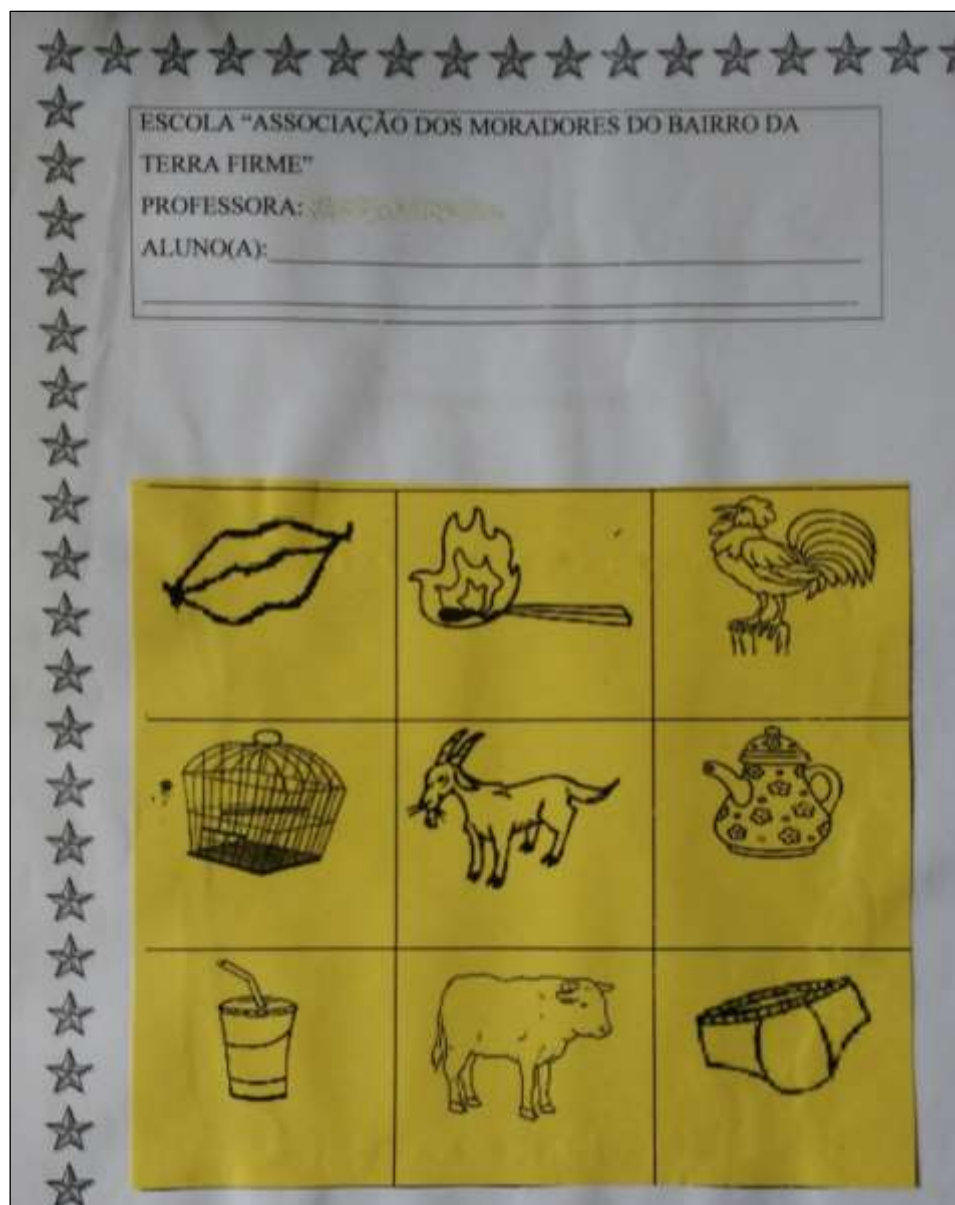 ESCOLA “ASSOCIAÇÃO DOS MORADORES DO BAIRRO DA
TERRA FIRME”
PROFESSORA:
ALUNO(A):